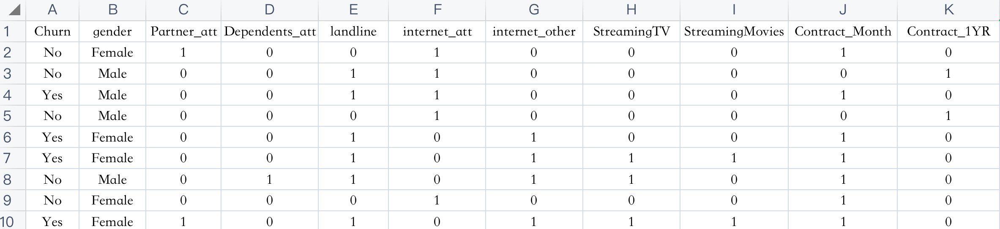 A B C D E F G H I J K
1 Churn gender Partner_att Dependents_att landline internet_att internet_other StreamingTV StreamingMovies Contract_Month Contract_1YR
2 No Female 1 0 0 1 0 0 0 1 0
3 No Male 0 0 1 1 0 0 0 0 1
4 Yes Male 0 0 1 1 0 0 0 1 0
5 No Male 0 0 0 1 0 0 0 0 1
6 Yes Female 0 0 1 0 1 0 0 1 0
7 Yes Female 0 0 1 0 1 1 1 1 0
8 No Male 0 1 1 0 1 1 0 1 0
9 No Female 0 0 0 1 0 0 0 1 0
10 Yes Female 1 0 1 0 1 1 1 1 0